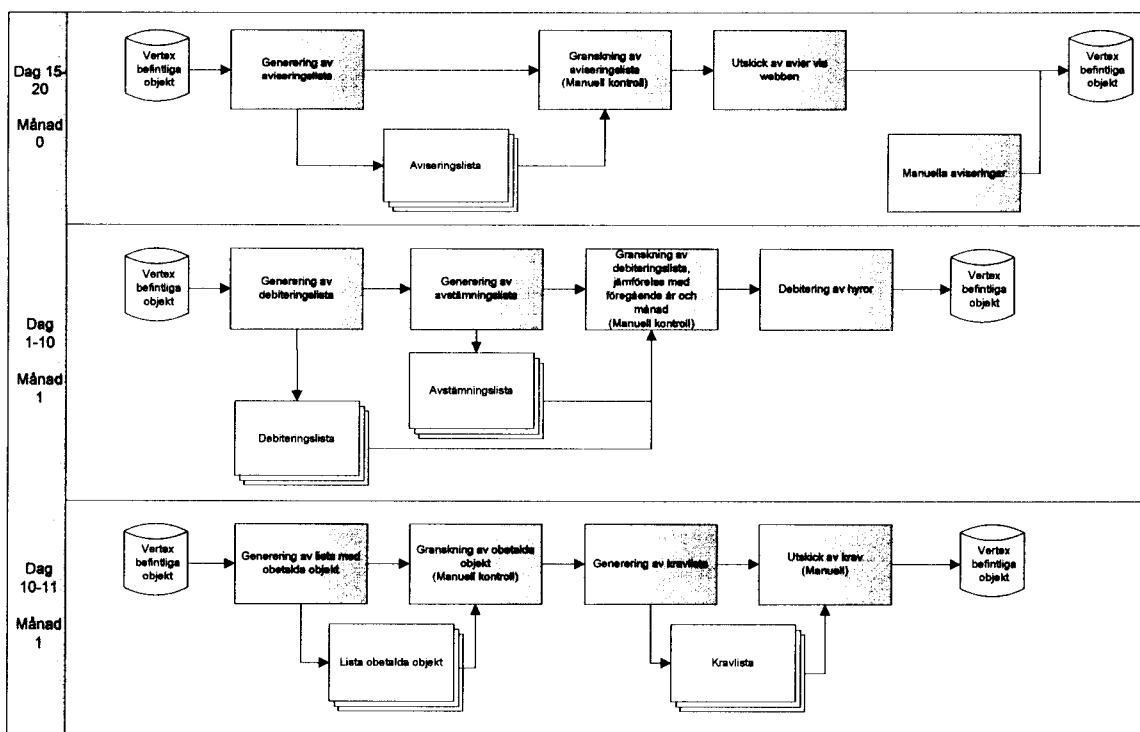 Dag 15-
20
Månad
0
Vertex
befintliga
objekt
Generering av
aviseringslista
Granskning av
aviseringslista
(Manuell kontroll)
Utskick av avier vis
webben
Vertex
befintliga
objekt
Aviseringslista
Manuella aviseringar
Dag
1-10
Månad
1
Vertex
befintliga
objekt
Generering av
debiteringslista
Generering av
avstämningslista
Granskning av
debiteringslista,
jämförelse med
föregående år och
månad
(Manuell kontroll)
Debitering av hyror
Vertex
befintliga
objekt
Avstämningslista
Debiteringslista
Dag
10-11
Månad
1
Vertex
befintliga
objekt
Generering av lista med
obetalda objekt
Granskning av obetalda
objekt
(Manuell kontroll)
Generering av kravlista
Utskick av krav
(Manuell)
Vertex
befintliga
objekt
Lista obetalda objekt
Kravlista